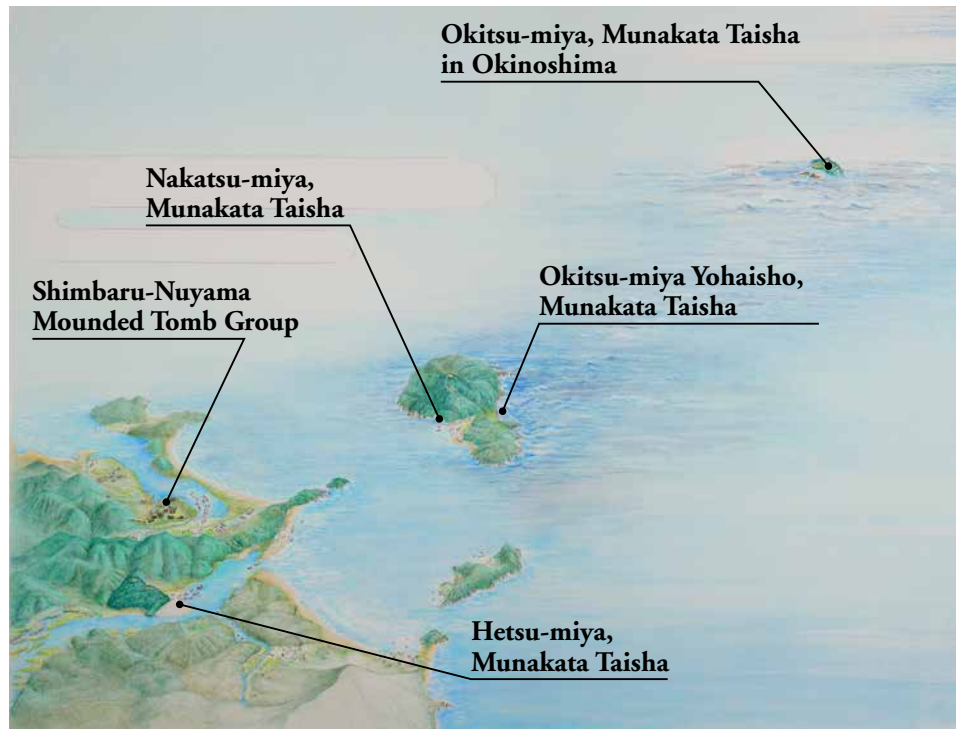 Okitsu-miya, Munakata Taisha
in Okinoshima
Nakatsu-miya,
Munakata Taisha
Okitsu-miya Yohaisho,
Munakata Taisha
Shimbaru-Nuyama
Mounded Tomb Group
Hetsu-miya,
Munakata Taisha